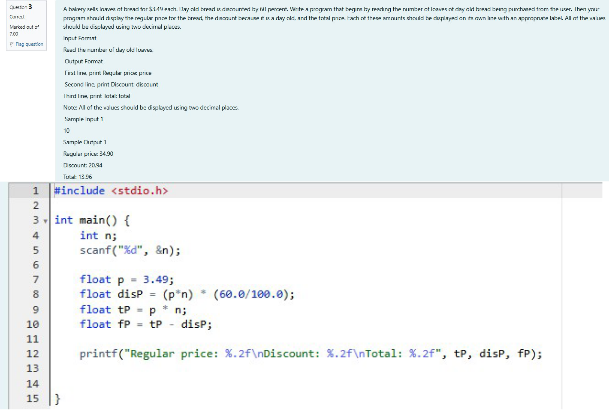 Question 3
Correct
Marked out of
7.00
Flag question
A bakery sells loaves of bread for $3.49 each. Day old bread is discounted by 60 percent. Write a program that begins by reading the number of loaves of day old bread being purchased from the user. Then your
program should display the regular price for the bread, the discount because it is a day old, and the total price. Each of these amounts should be displayed on its own line with an appropriate label. All of the values
should be displayed using two decimal places.
Input Format
Read the number of day old loaves.
Output Format
First line, print Regular price: price
Second line, print Discount: discount
Third line, print Total: total
Note: All of the values should be displayed using two decimal places.
Sample Input 1
10
Sample Output 1
Regular price: 34.90
Discount: 20.94
Total: 13.96
1 #include <stdio.h>
2
3 int main() {
4 int n;
5 scanf("%d", &n);
6
7 float p = 3.49;
8 float disP = (p*n) * (60.0/100.0);
9 float tP = p * n;
10 float fP = tP - disP;
11
12 printf("Regular price: %.2f\nDiscount: %.2f\nTotal: %.2f", tP, disP, fP);
13
14
15 }